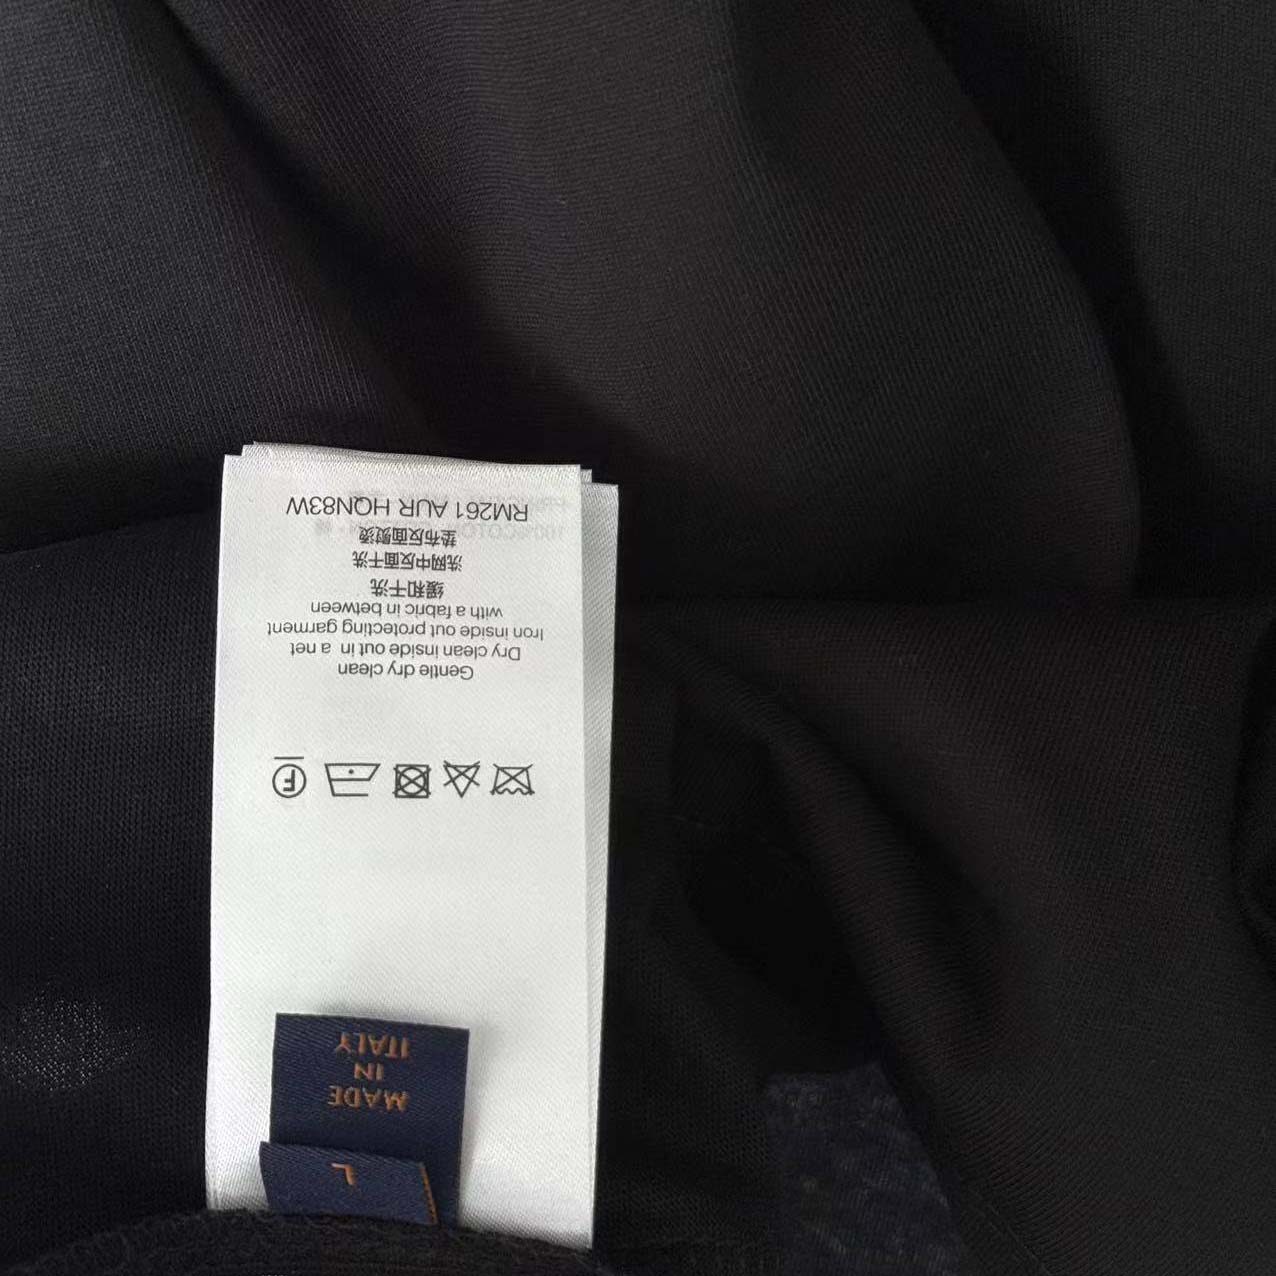 L
MADE
IN
ITALY
F
Gentle dry clean
Dry clean inside out in a net
Iron inside out protecting garment
with a fabric in between
缓和干洗
洗网中反面干洗
垫布反面熨烫
RM261 AUR HQN83W